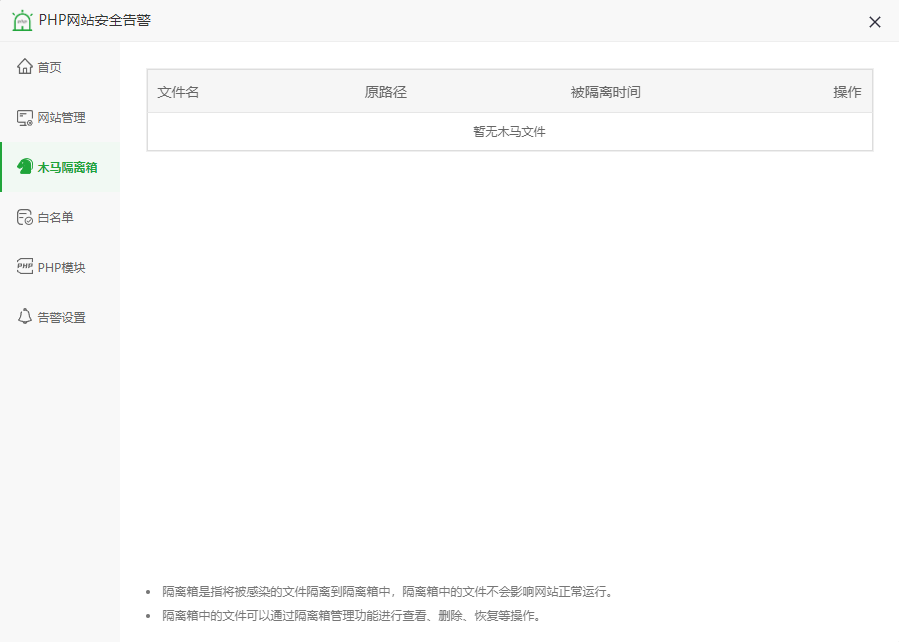 PHP网站安全告警
首页
网站管理
木马隔离箱
白名单
PHP模块
告警设置
文件名 原路径 被隔离时间 操作
暂无木马文件
隔离箱是指将被感染的文件隔离到隔离箱中，隔离箱中的文件不会影响网站正常运行。
隔离箱中的文件可以通过隔离箱管理功能进行查看、删除、恢复等操作。